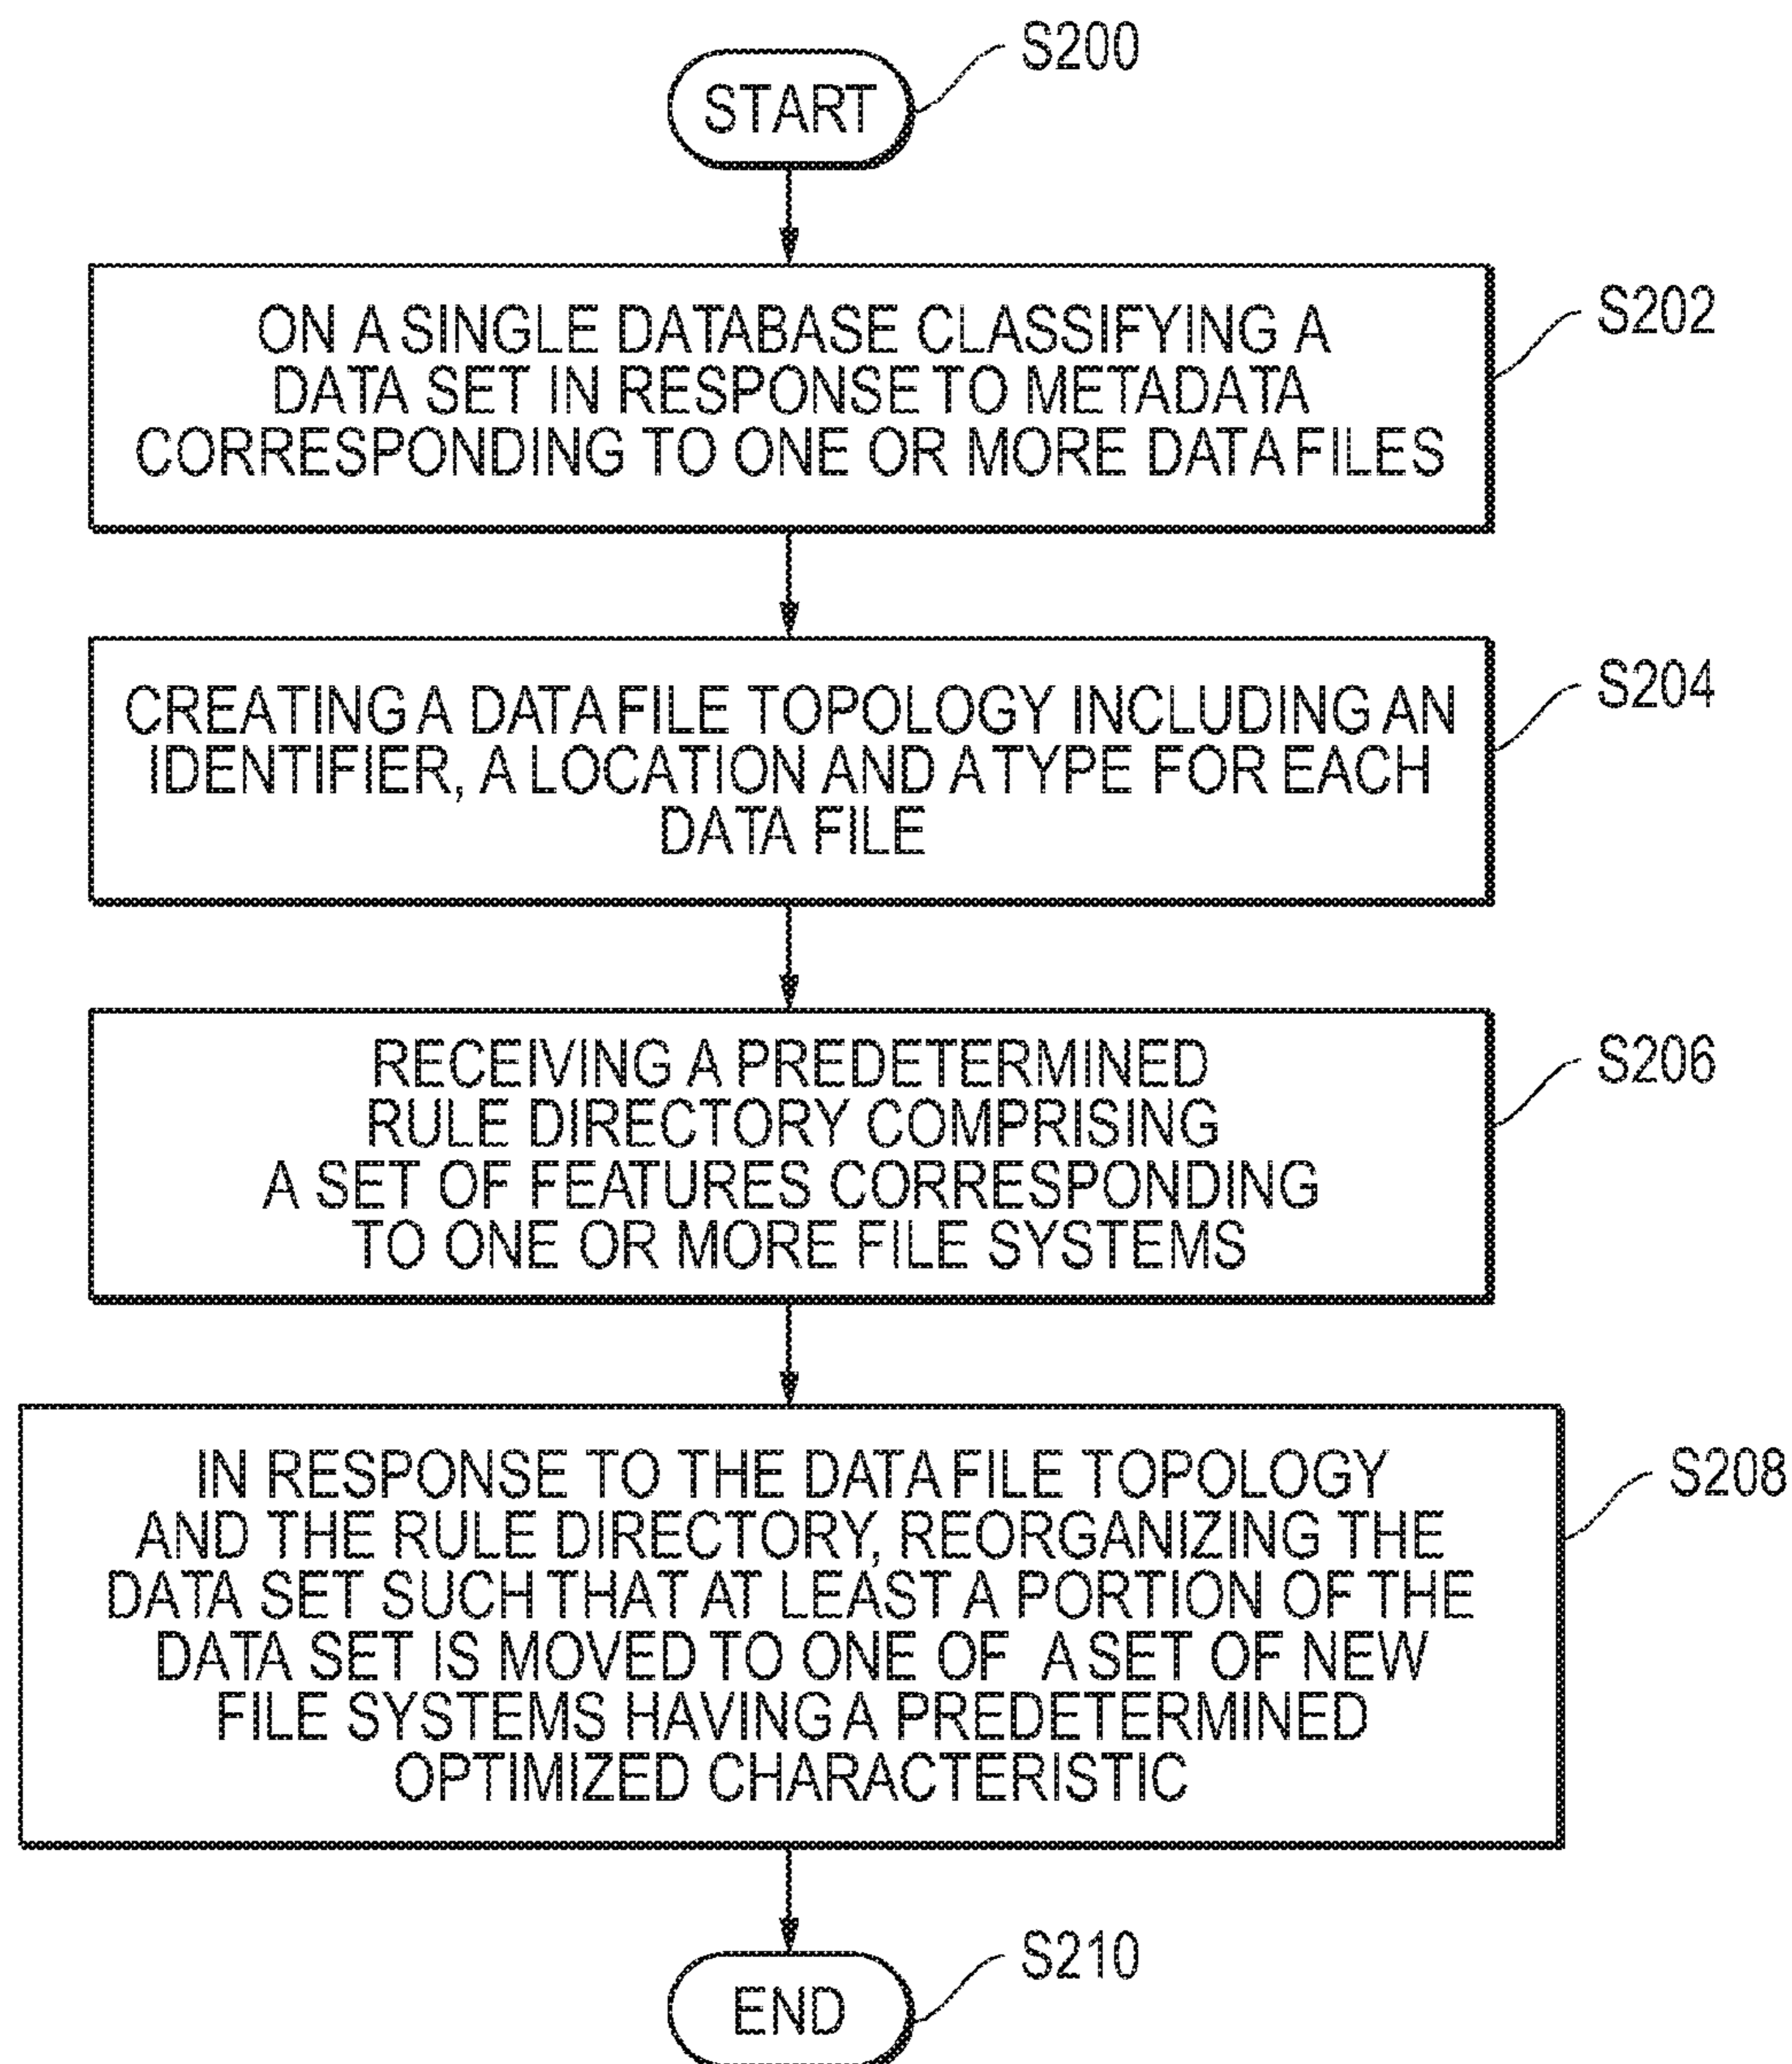 START
S200
ON A SINGLE DATABASE CLASSIFYING A
DATA SET IN RESPONSE TO METADATA
CORRESPONDING TO ONE OR MORE DATA FILES
S202
CREATING A DATA FILE TOPOLOGY INCLUDING AN
IDENTIFIER, A LOCATION AND A TYPE FOR EACH
DATA FILE
S204
RECEIVING A PREDETERMINED
RULE DIRECTORY COMPRISING
A SET OF FEATURES CORRESPONDING
TO ONE OR MORE FILE SYSTEMS
S206
IN RESPONSE TO THE DATA FILE TOPOLOGY
AND THE RULE DIRECTORY, REORGANIZING THE
DATA SET SUCH THAT AT LEAST A PORTION OF THE
DATA SET IS MOVED TO ONE OF A SET OF NEW
FILE SYSTEMS HAVING A PREDETERMINED
OPTIMIZED CHARACTERISTIC
S208
END
S210